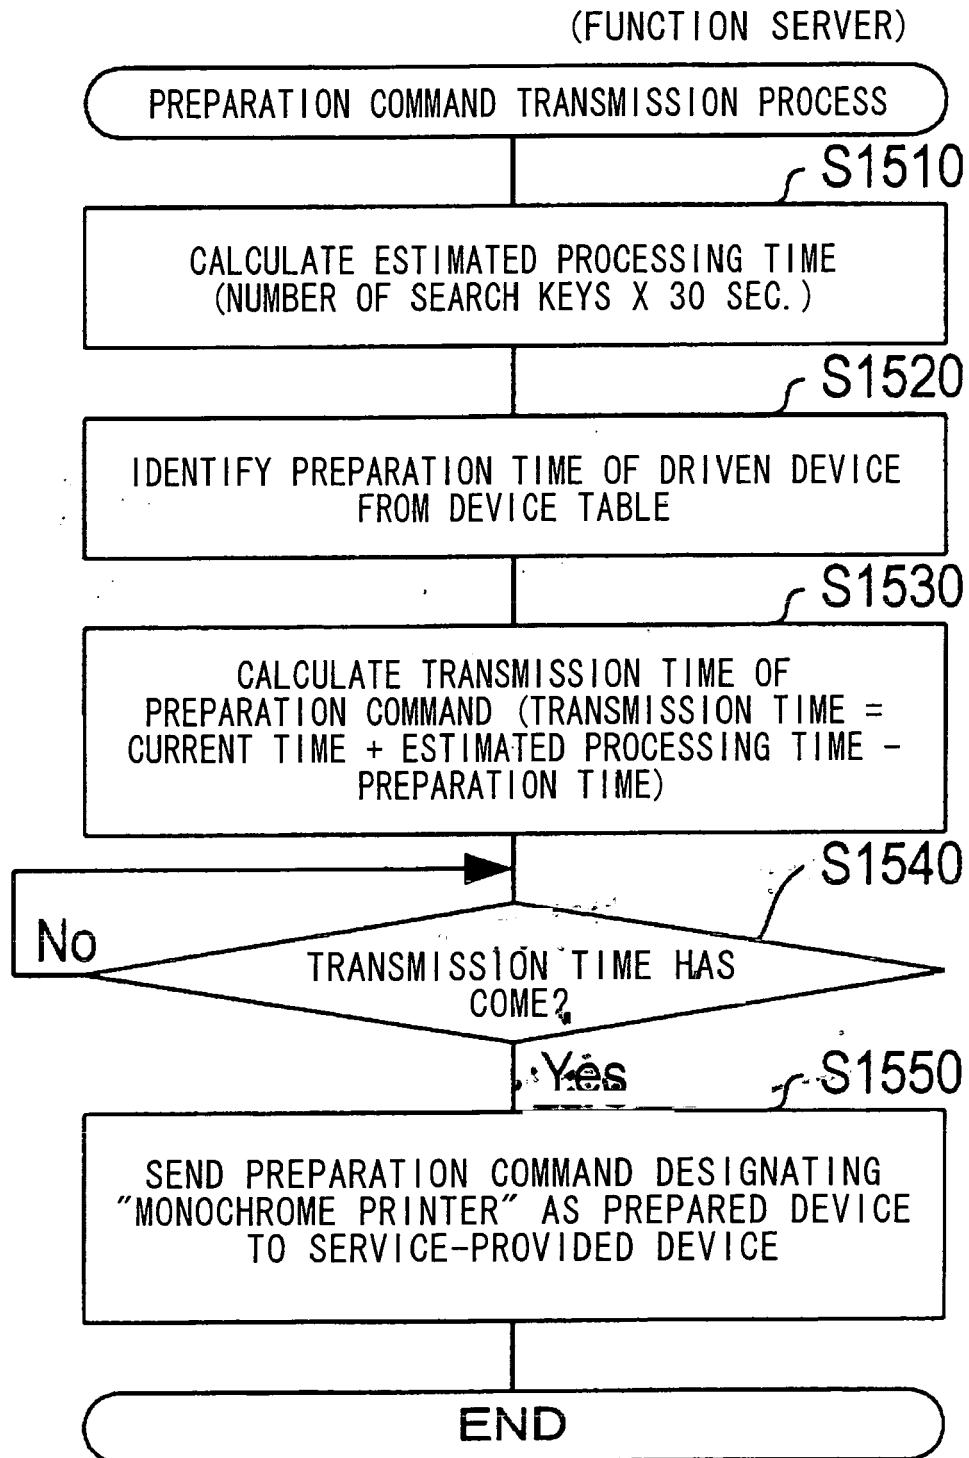 (FUNCTION SERVER)
PREPARATION COMMAND TRANSMISSION PROCESS
S1510
CALCULATE ESTIMATED PROCESSING TIME
(NUMBER OF SEARCH KEYS X 30 SEC.)
S1520
IDENTIFY PREPARATION TIME OF DRIVEN DEVICE
FROM DEVICE TABLE
S1530
CALCULATE TRANSMISSION TIME OF
PREPARATION COMMAND (TRANSMISSION TIME =
CURRENT TIME + ESTIMATED PROCESSING TIME -
PREPARATION TIME)
S1540
No
TRANSMISSION TIME HAS
COME?
Yes
S1550
SEND PREPARATION COMMAND DESIGNATING
"MONOCHROME PRINTER" AS PREPARED DEVICE
TO SERVICE-PROVIDED DEVICE
END